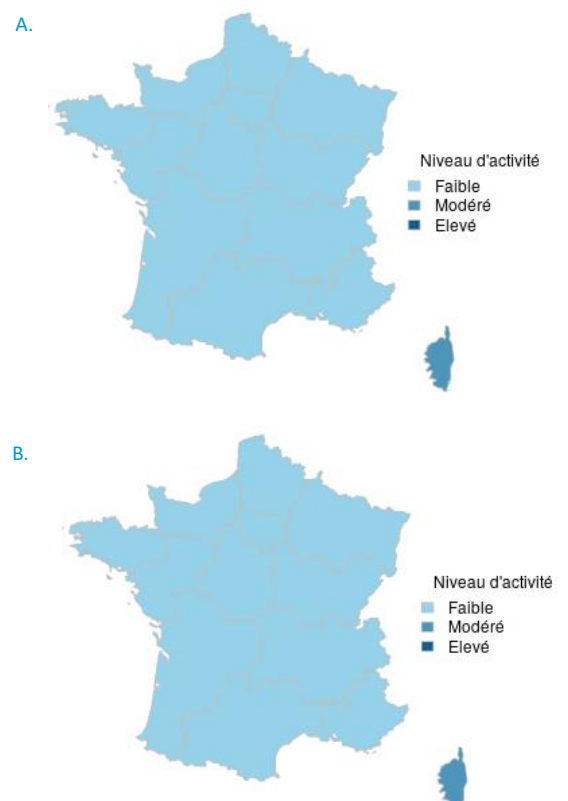 A.
Niveau d'activité
Faible
Modéré
Elevé
B.
Niveau d'activité
Faible
Modéré
Elevé